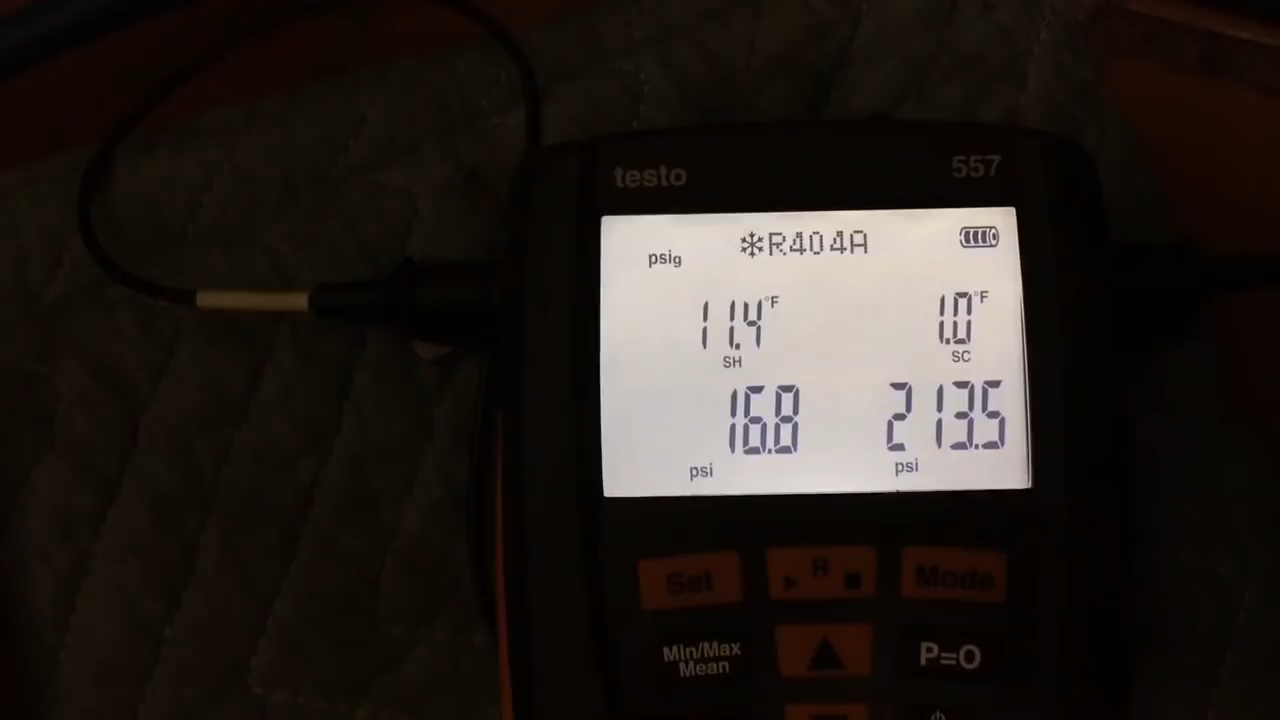 testo 557
psig ❄R404A
11.4 °F 1.0 °F
SH SC
16.8 213.5
psi psi
Set R Mode
Min/Max
Mean
P=O